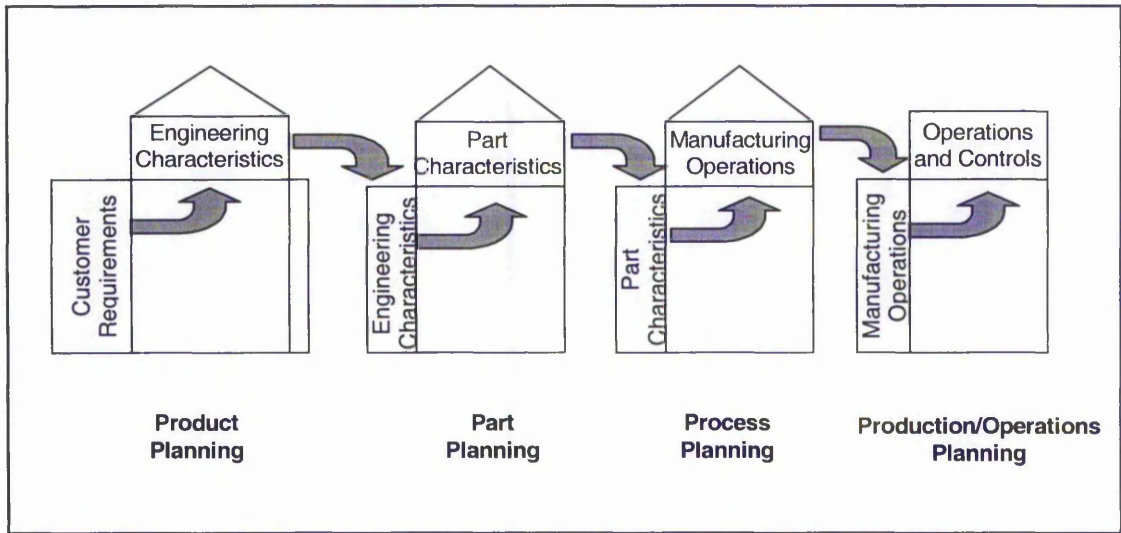 Engineering
Characteristics
Customer
Requirements
Product
Planning
Part
Characteristics
Engineering
Characteristics
Part
Planning
Manufacturing
Operations
Part
Characteristics
Process
Planning
Operations
and Controls
Manufacturing
Operations
Production/Operations
Planning